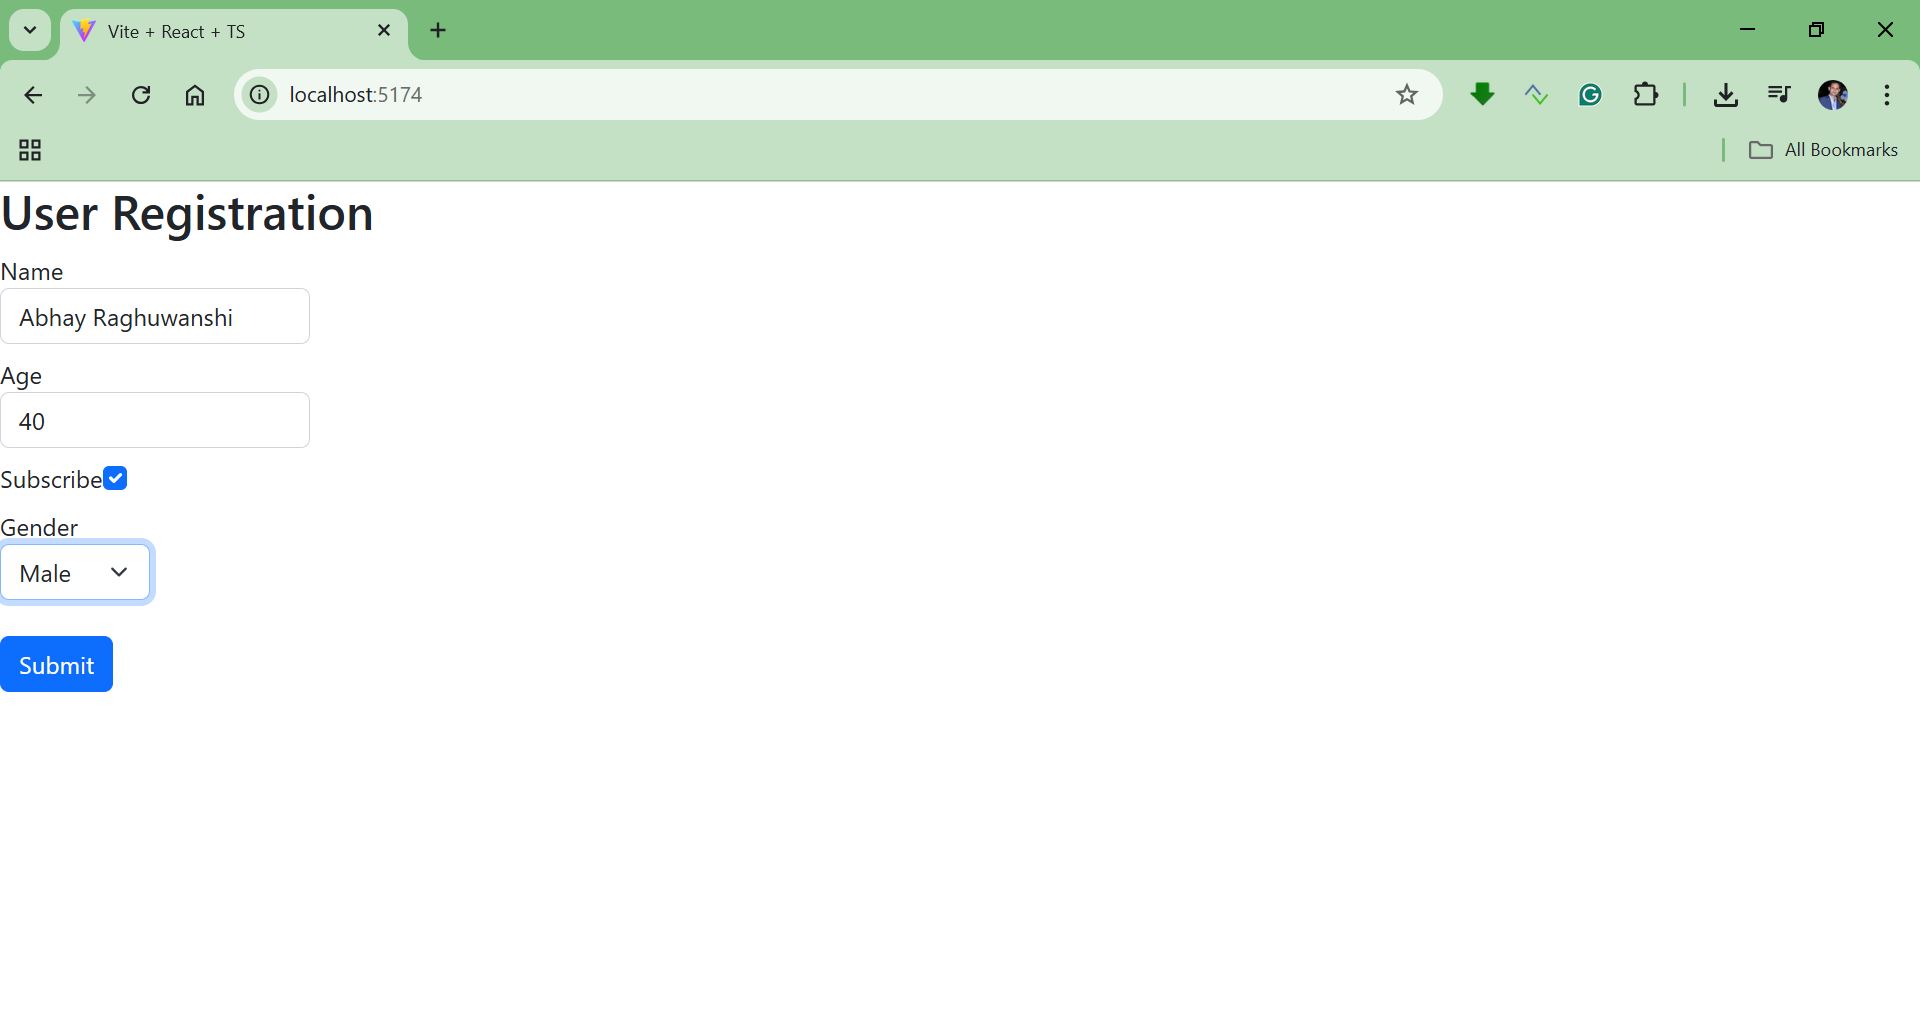 Vite + React + TS
localhost:5174
All Bookmarks
User Registration
Name
Abhay Raghuwanshi
Age
40
Subscribe
Gender
Male
Submit